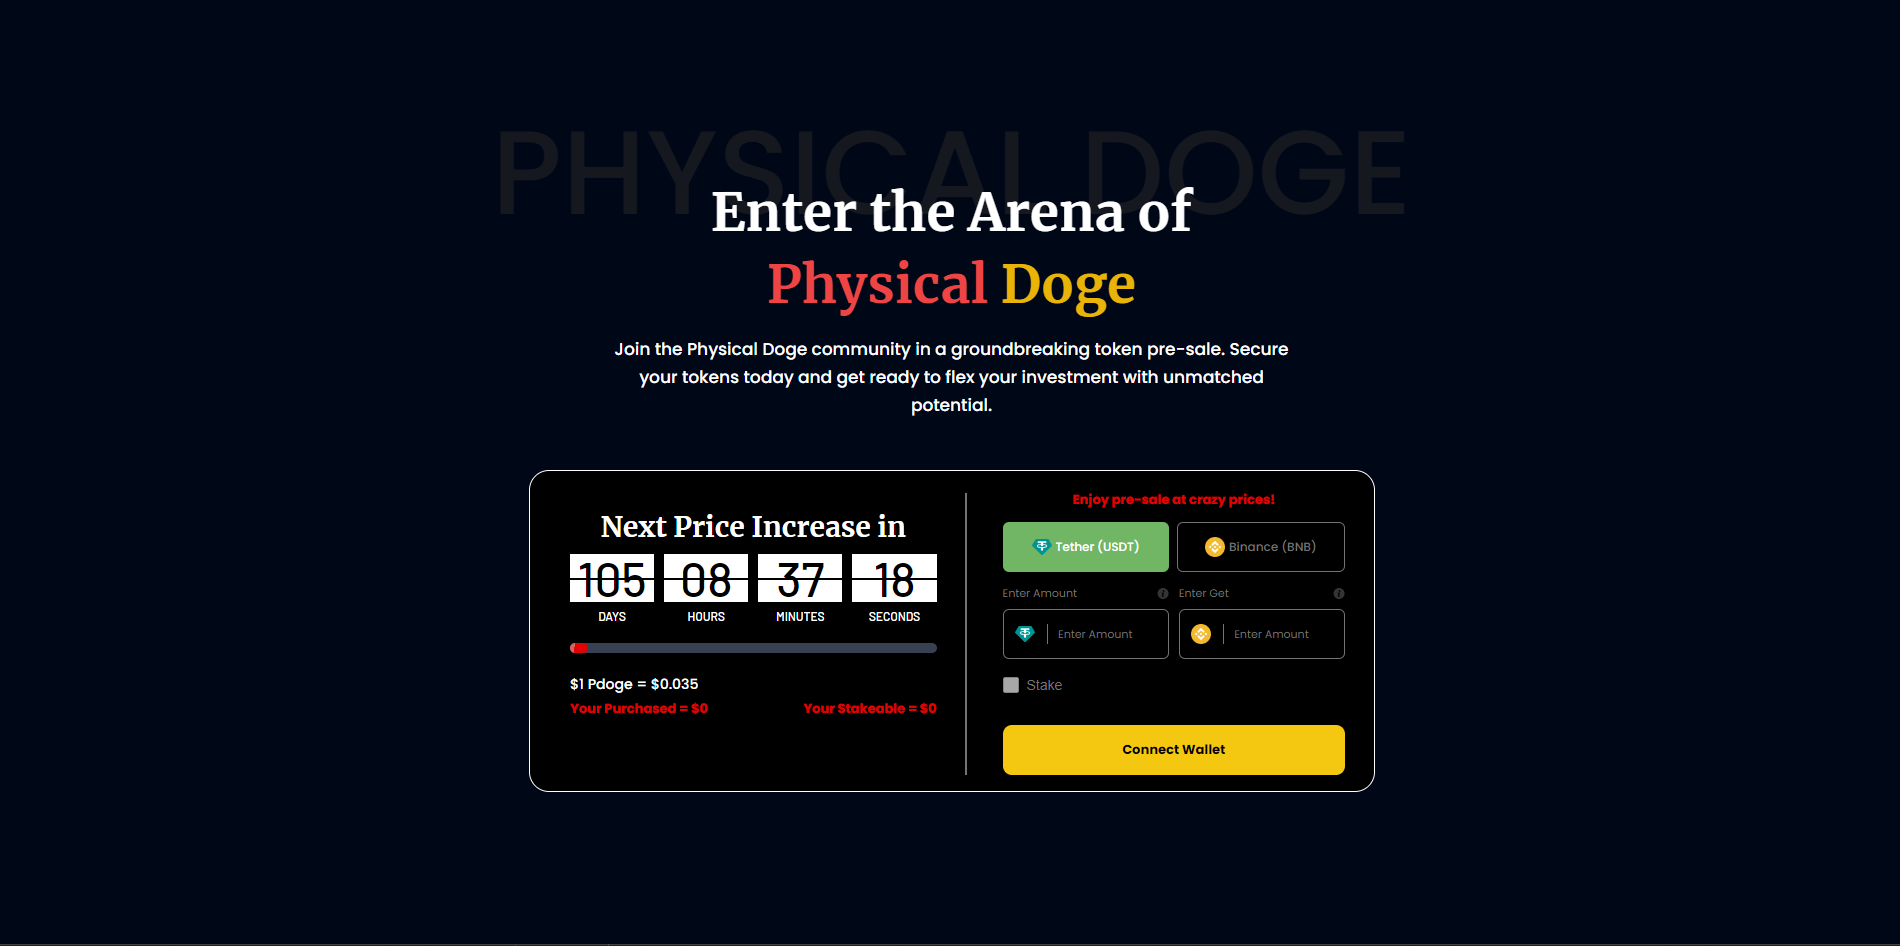 PHYSICAL DOGE
Enter the Arena of
Physical Doge
Join the Physical Doge community in a groundbreaking token pre-sale. Secure
your tokens today and get ready to flex your investment with unmatched
potential.
Next Price Increase in
105 08 37 18
DAYS HOURS MINUTES SECONDS
$1 Pdoge = $0.035
Your Purchased = $0 Your Stakeable = $0
Enjoy pre-sale at crazy prices!
Tether (USDT) Binance (BNB)
Enter Amount Enter Get
Enter Amount Enter Amount
Stake
Connect Wallet